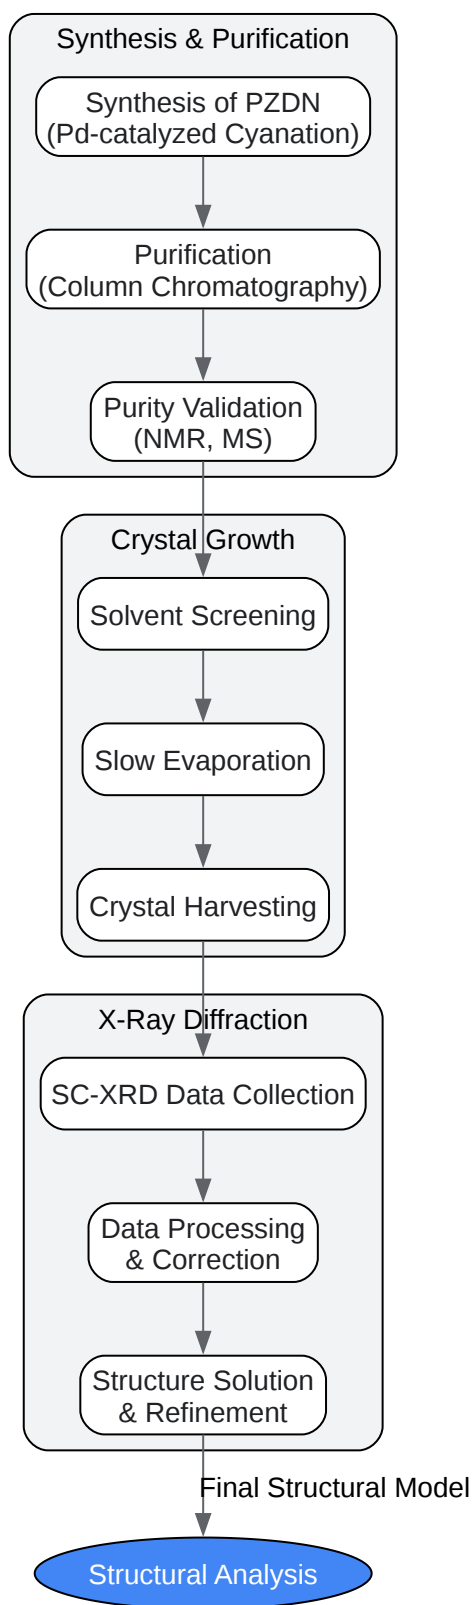 Synthesis & Purification
Synthesis of PZDN
(Pd-catalyzed Cyanation)
Purification
(Column Chromatography)
Purity Validation
(NMR, MS)
Crystal Growth
Solvent Screening
Slow Evaporation
Crystal Harvesting
X-Ray Diffraction
SC-XRD Data Collection
Data Processing
& Correction
Structure Solution
& Refinement
Final Structural Model
Structural Analysis